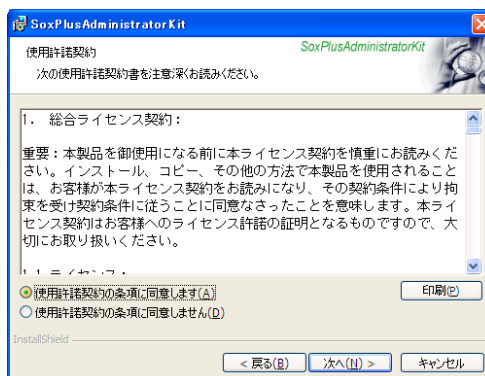 SoxPlusAdministratorKit
使用許諾契約
SoxPlusAdministratorKit
次の使用許諾契約書を注意深くお読みください。
1. 総合ライセンス契約：
重要：本製品を御使用になる前に本ライセンス契約を慎重にお読みくだ
さい。インストール、コピー、その他の方法で本製品を使用されること
は、お客様が本ライセンス契約をお読みになり、その契約条件により拘
束を受け契約条件に従うことに同意なさったことを意味します。本ライ
センス契約はお客様へのライセンス許諾の証明となるものですので、大
切にお取り扱いください。
1.1 ライセンス：
使用許諾契約の条項に同意します(A)
印刷(P)
使用許諾契約の条項に同意しません(D)
InstallShield
< 戻る(B)
次へ(N) >
キャンセル